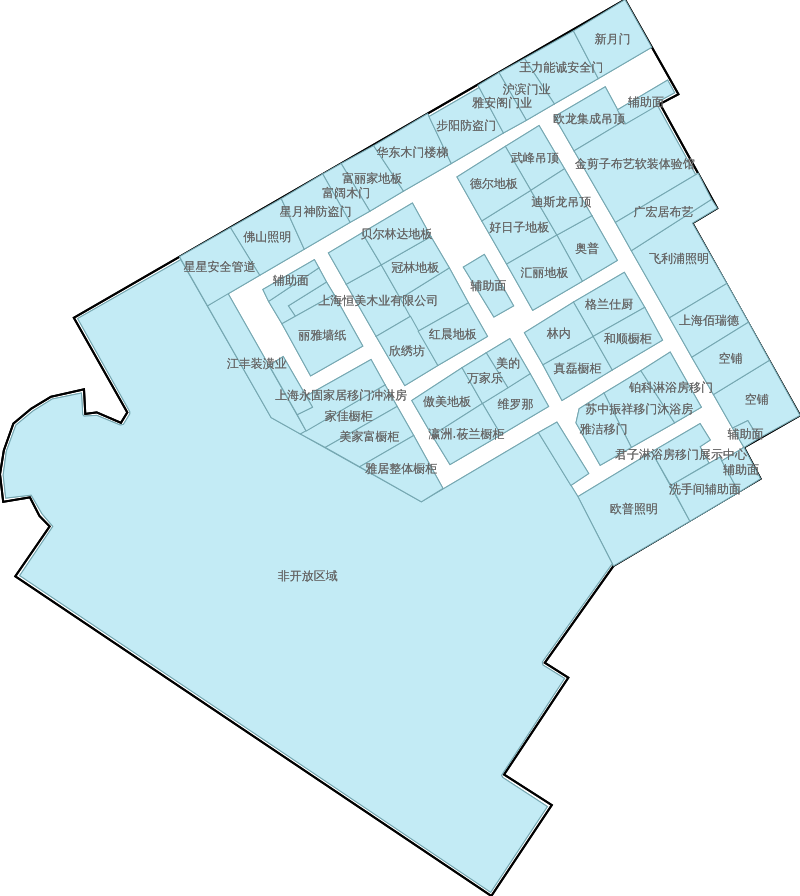 新月门
王力能诚安全门
沪滨门业
雅安阁门业
辅助面
欧龙集成吊顶
步阳防盗门
华东木门楼梯
武峰吊顶
金剪子布艺软装体验馆
富丽家地板
德尔地板
富阔木门
迪斯龙吊顶
星月神防盗门
广宏居布艺
好日子地板
贝尔林达地板
佛山照明
奥普
飞利浦照明
星星安全管道
冠林地板
汇丽地板
辅助面
辅助面
上海恒美木业有限公司
格兰仕厨
上海佰瑞德
丽雅墙纸
红晨地板
林内
和顺橱柜
欣绣坊
空铺
江丰装潢业
美的
真磊橱柜
万家乐
铂科淋浴房移门
上海永固家居移门冲淋房
傲美地板
维罗那
空铺
苏中振祥移门沐浴房
家佳橱柜
雅洁移门
美家富橱柜
瀛洲.莜兰橱柜
辅助面
君子淋浴房移门展示中心
雅居整体橱柜
辅助面
洗手间辅助面
欧普照明
非开放区域